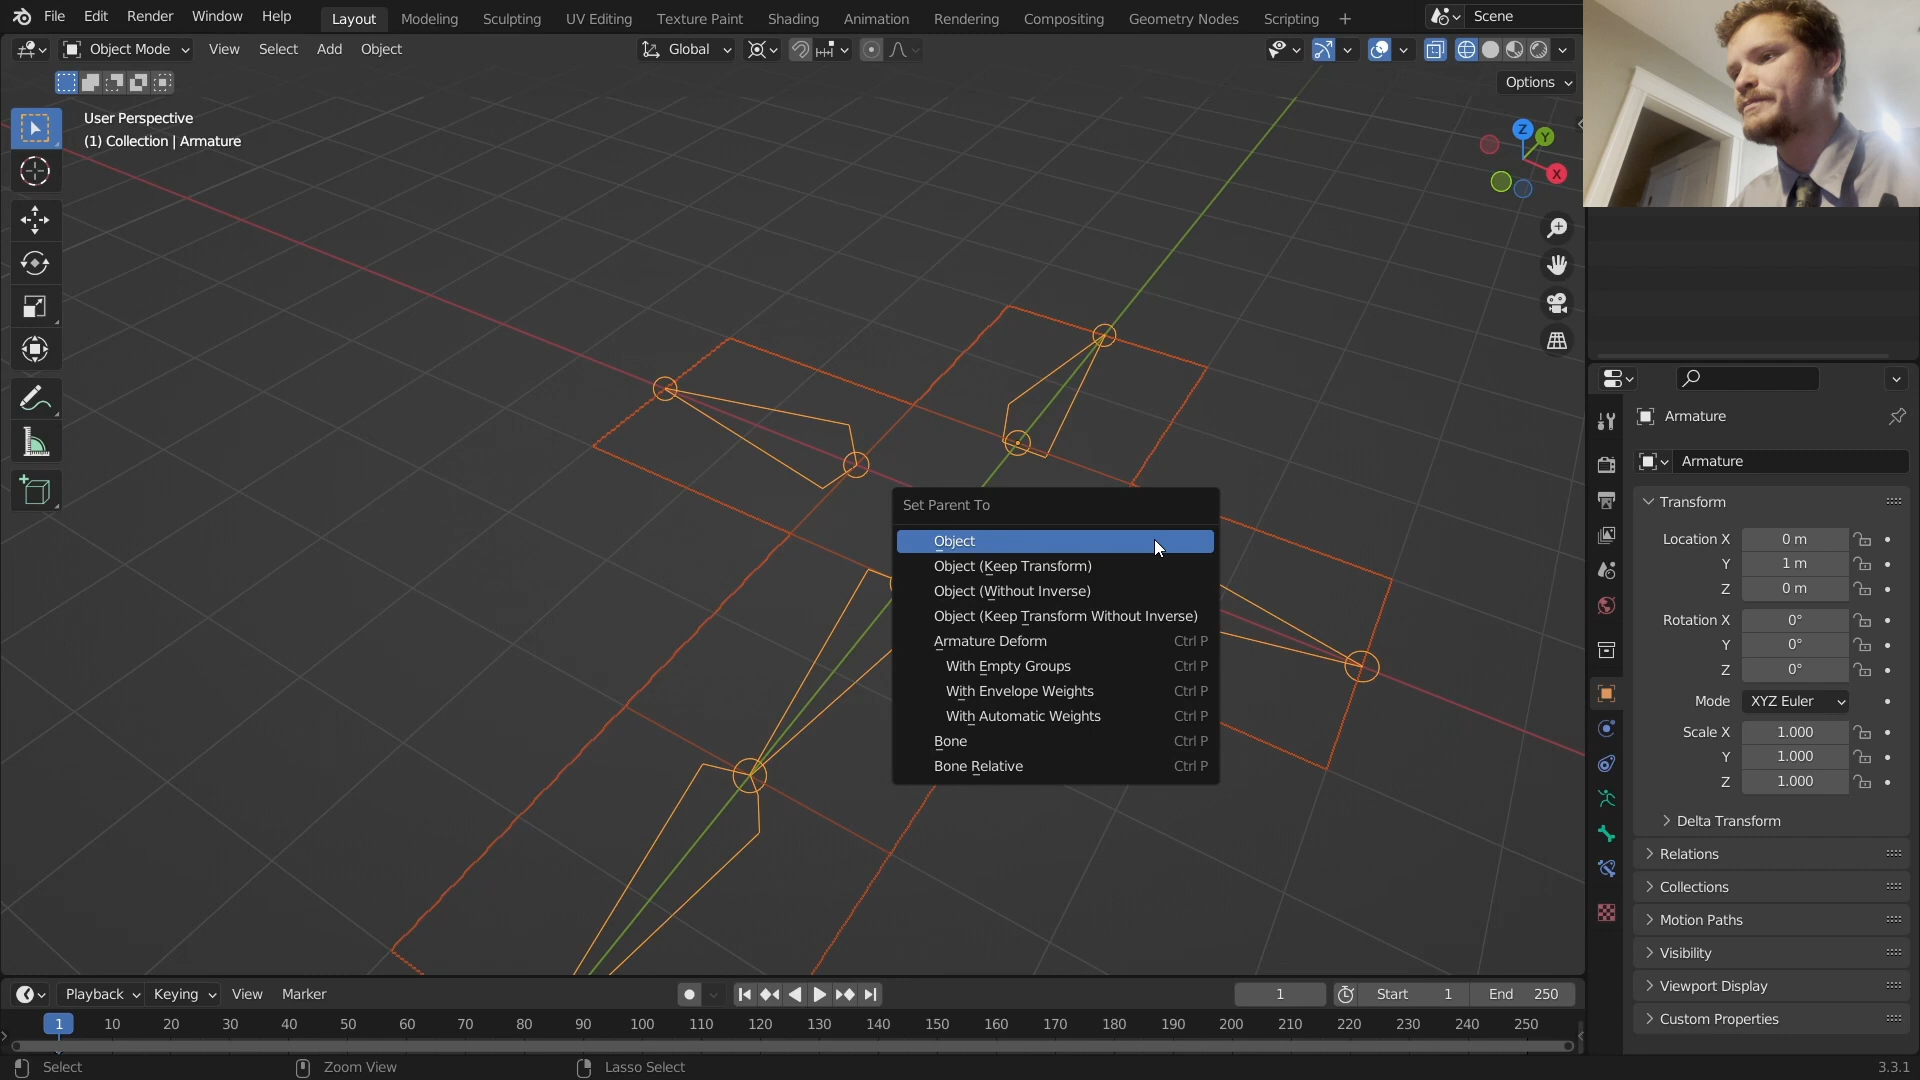 File Edit Render Window Help Layout Modeling Sculpting UV Editing Texture Paint Shading Animation Rendering Compositing Geometry Nodes Scripting + Scene
Object Mode View Select Add Object Global
Options
User Perspective
(1) Collection | Armature
Z Y
X
Set Parent To
Object
Object (Keep Transform)
Object (Without Inverse)
Object (Keep Transform Without Inverse)
Armature Deform Ctrl P
With Empty Groups Ctrl P
With Envelope Weights Ctrl P
With Automatic Weights Ctrl P
Bone Ctrl P
Bone Relative Ctrl P
Armature
Armature
Transform
Location X 0 m
Y 1 m
Z 0 m
Rotation X 0°
Y 0°
Z 0°
Mode XYZ Euler
Scale X 1.000
Y 1.000
Z 1.000
Delta Transform
Relations
Collections
Motion Paths
Visibility
Viewport Display
Custom Properties
Playback Keying View Marker 1 Start 1 End 250
1 10 20 30 40 50 60 70 80 90 100 110 120 130 140 150 160 170 180 190 200 210 220 230 240 250
Select Zoom View Lasso Select 3.3.1